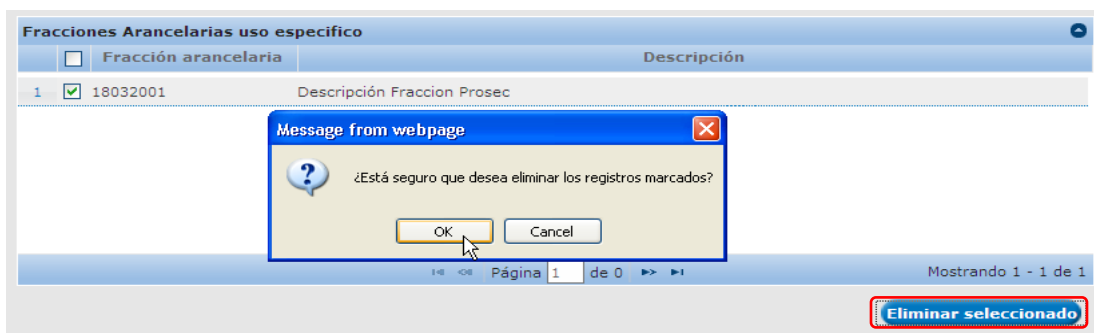 Fracciones Arancelarias uso especifico
Fracción arancelaria Descripción
1 18032001 Descripción Fraccion Prosec
Message from webpage
¿Está seguro que desea eliminar los registros marcados?
OK Cancel
Página 1 de 0 Mostrando 1 - 1 de 1
Eliminar seleccionado